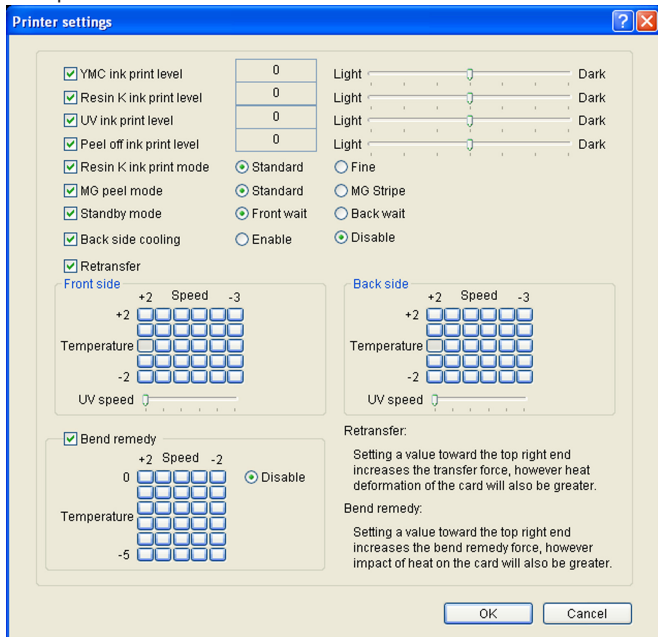 Printer settings
YMC ink print level 0 Light Dark
Resin K ink print level 0 Light Dark
UV ink print level 0 Light Dark
Peel off ink print level 0 Light Dark
Resin K ink print mode Standard Fine
MG peel mode Standard MG Stripe
Standby mode Front wait Back wait
Back side cooling Enable Disable
Retransfer
Front side
+2 Speed -3
+2
Temperature
-2
UV speed
Back side
+2 Speed -3
+2
Temperature
-2
UV speed
Bend remedy
+2 Speed -2
0 Disable
Temperature
-5
Retransfer:
Setting a value toward the top right end
increases the transfer force, however heat
deformation of the card will also be greater.
Bend remedy:
Setting a value toward the top right end
increases the bend remedy force, however
impact of heat on the card will also be greater.
OK Cancel